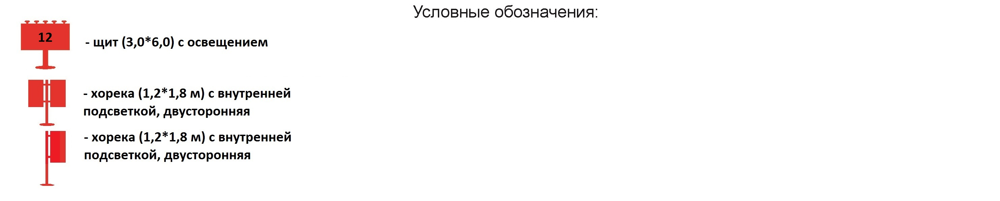 Условные обозначения:
12
- щит (3,0*6,0) с освещением
- хорека (1,2*1,8 м) с внутренней
подсветкой, двусторонняя
- хорека (1,2*1,8 м) с внутренней
подсветкой, двусторонняя